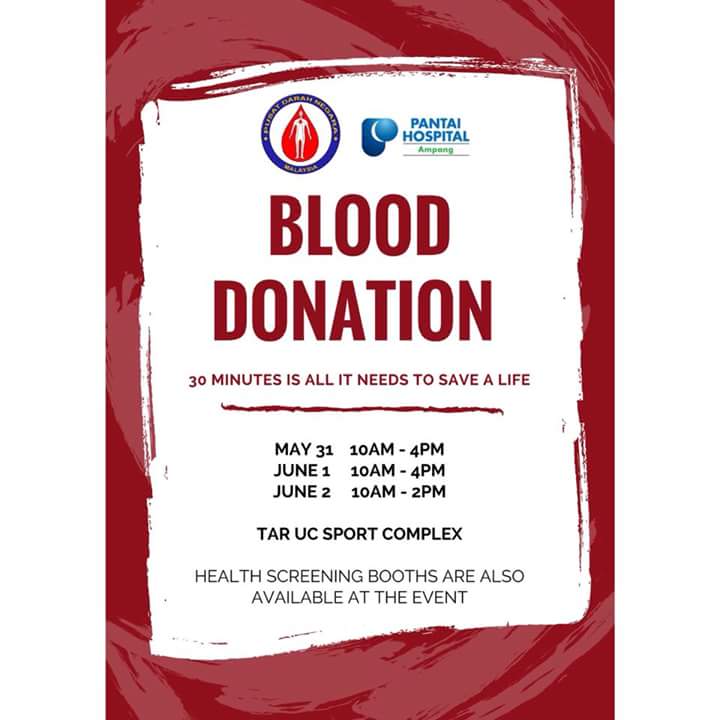 PUSAT DARAH NEGARA
MALAYSIA
PANTAI
HOSPITAL
Ampang
BLOOD
DONATION
30 MINUTES IS ALL IT NEEDS TO SAVE A LIFE
MAY 31 10AM - 4PM
JUNE 1 10AM - 4PM
JUNE 2 10AM - 2PM
TAR UC SPORT COMPLEX
HEALTH SCREENING BOOTHS ARE ALSO
AVAILABLE AT THE EVENT